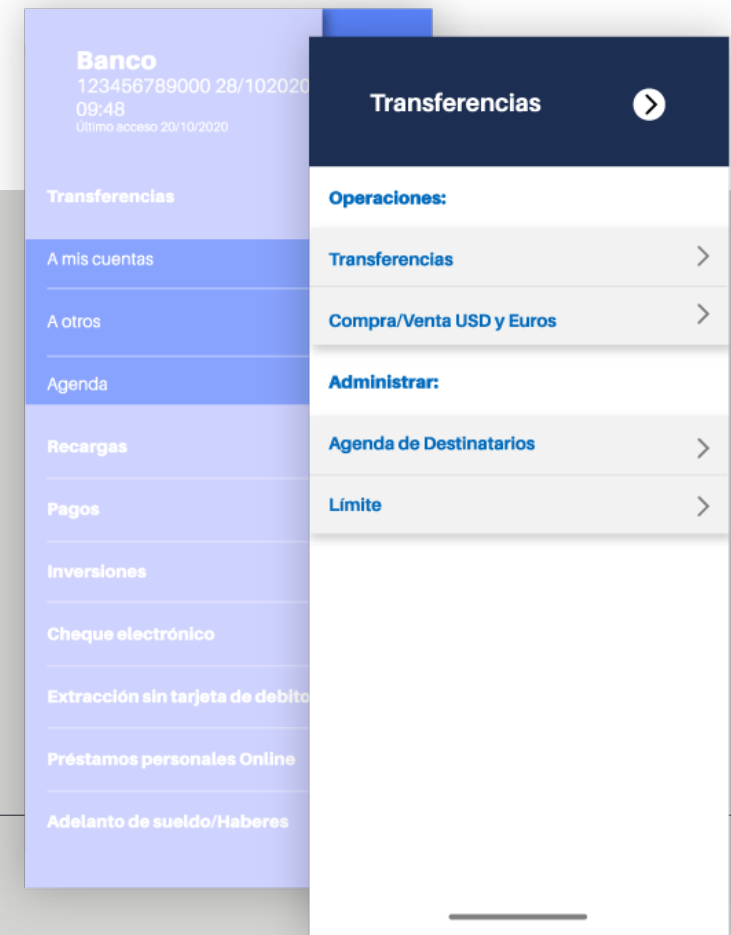 Banco
123456789000 28/102020
09:48
Último acceso 20/10/2020
Transferencias
A mis cuentas
A otros
Agenda
Recargas
Pagos
Inversiones
Cheque electrónico
Extracción sin tarjeta de debito
Préstamos personales Online
Adelanto de sueldo/Haberes
Transferencias
Operaciones:
Transferencias
Compra/Venta USD y Euros
Administrar:
Agenda de Destinatarios
Límite